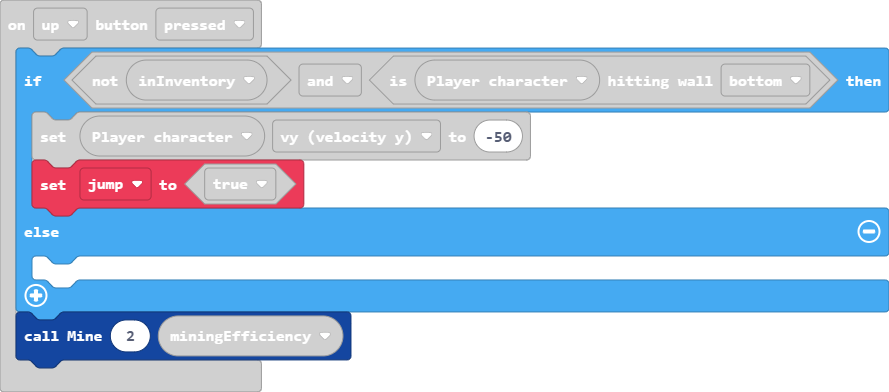 on up button pressed
if not inInventory and is Player character hitting wall bottom then
set Player character vy (velocity y) to -50
set jump to true
else
call Mine 2 miningEfficiency